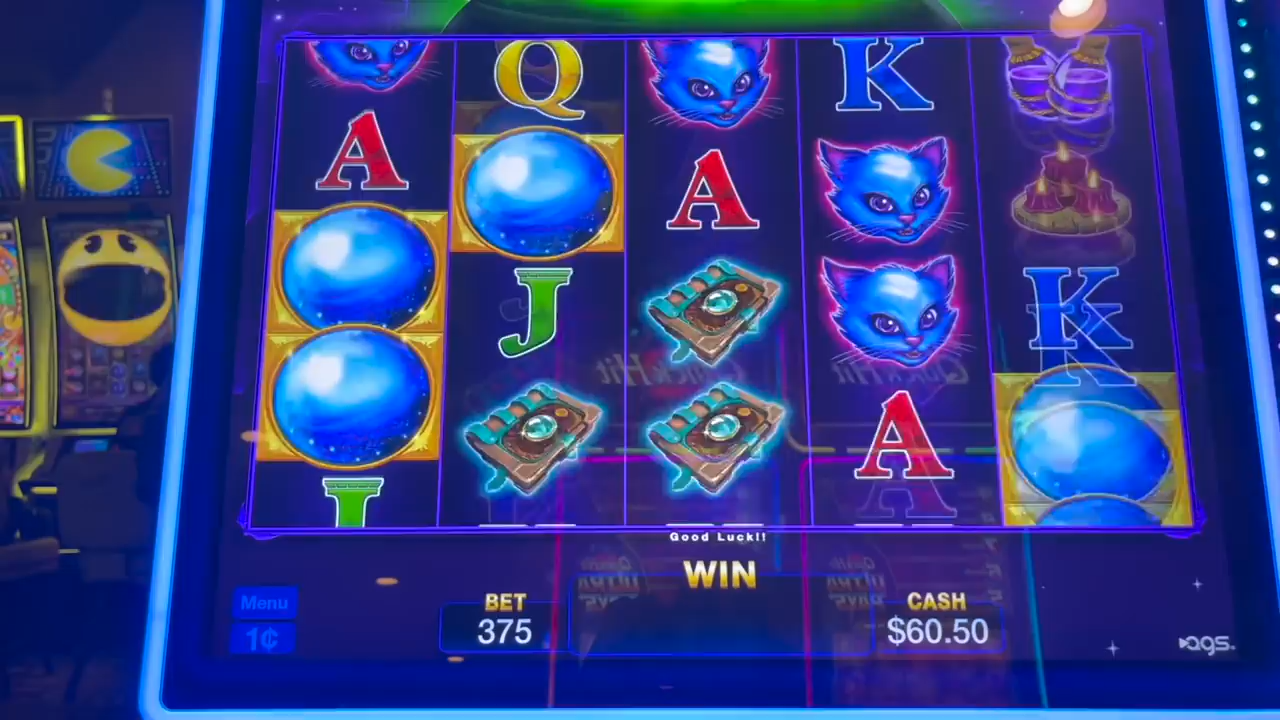 Q
K
A
A
J
K
A
J
Good Luck!!
WIN
Menu
1¢
BET
375
CASH
$60.50
ags.